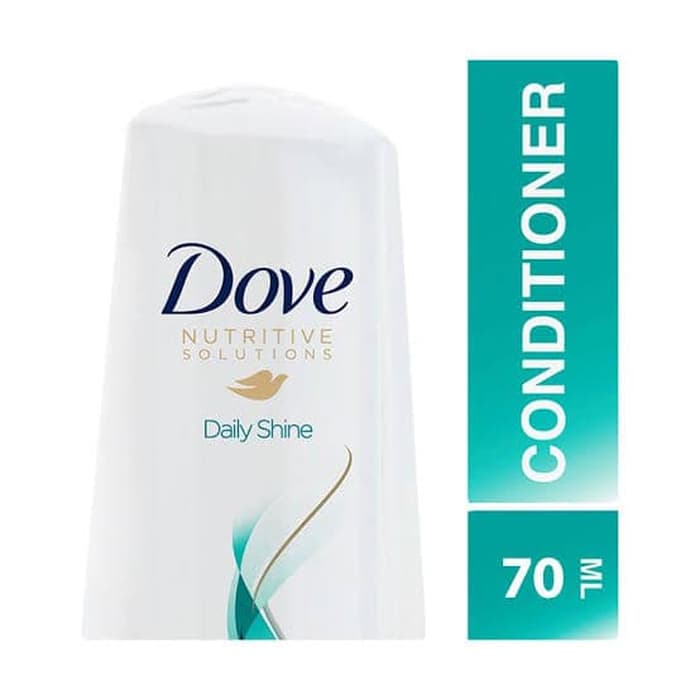 Dove
NUTRITIVE
SOLUTIONS
Daily Shine
CONDITIONER
70 ML